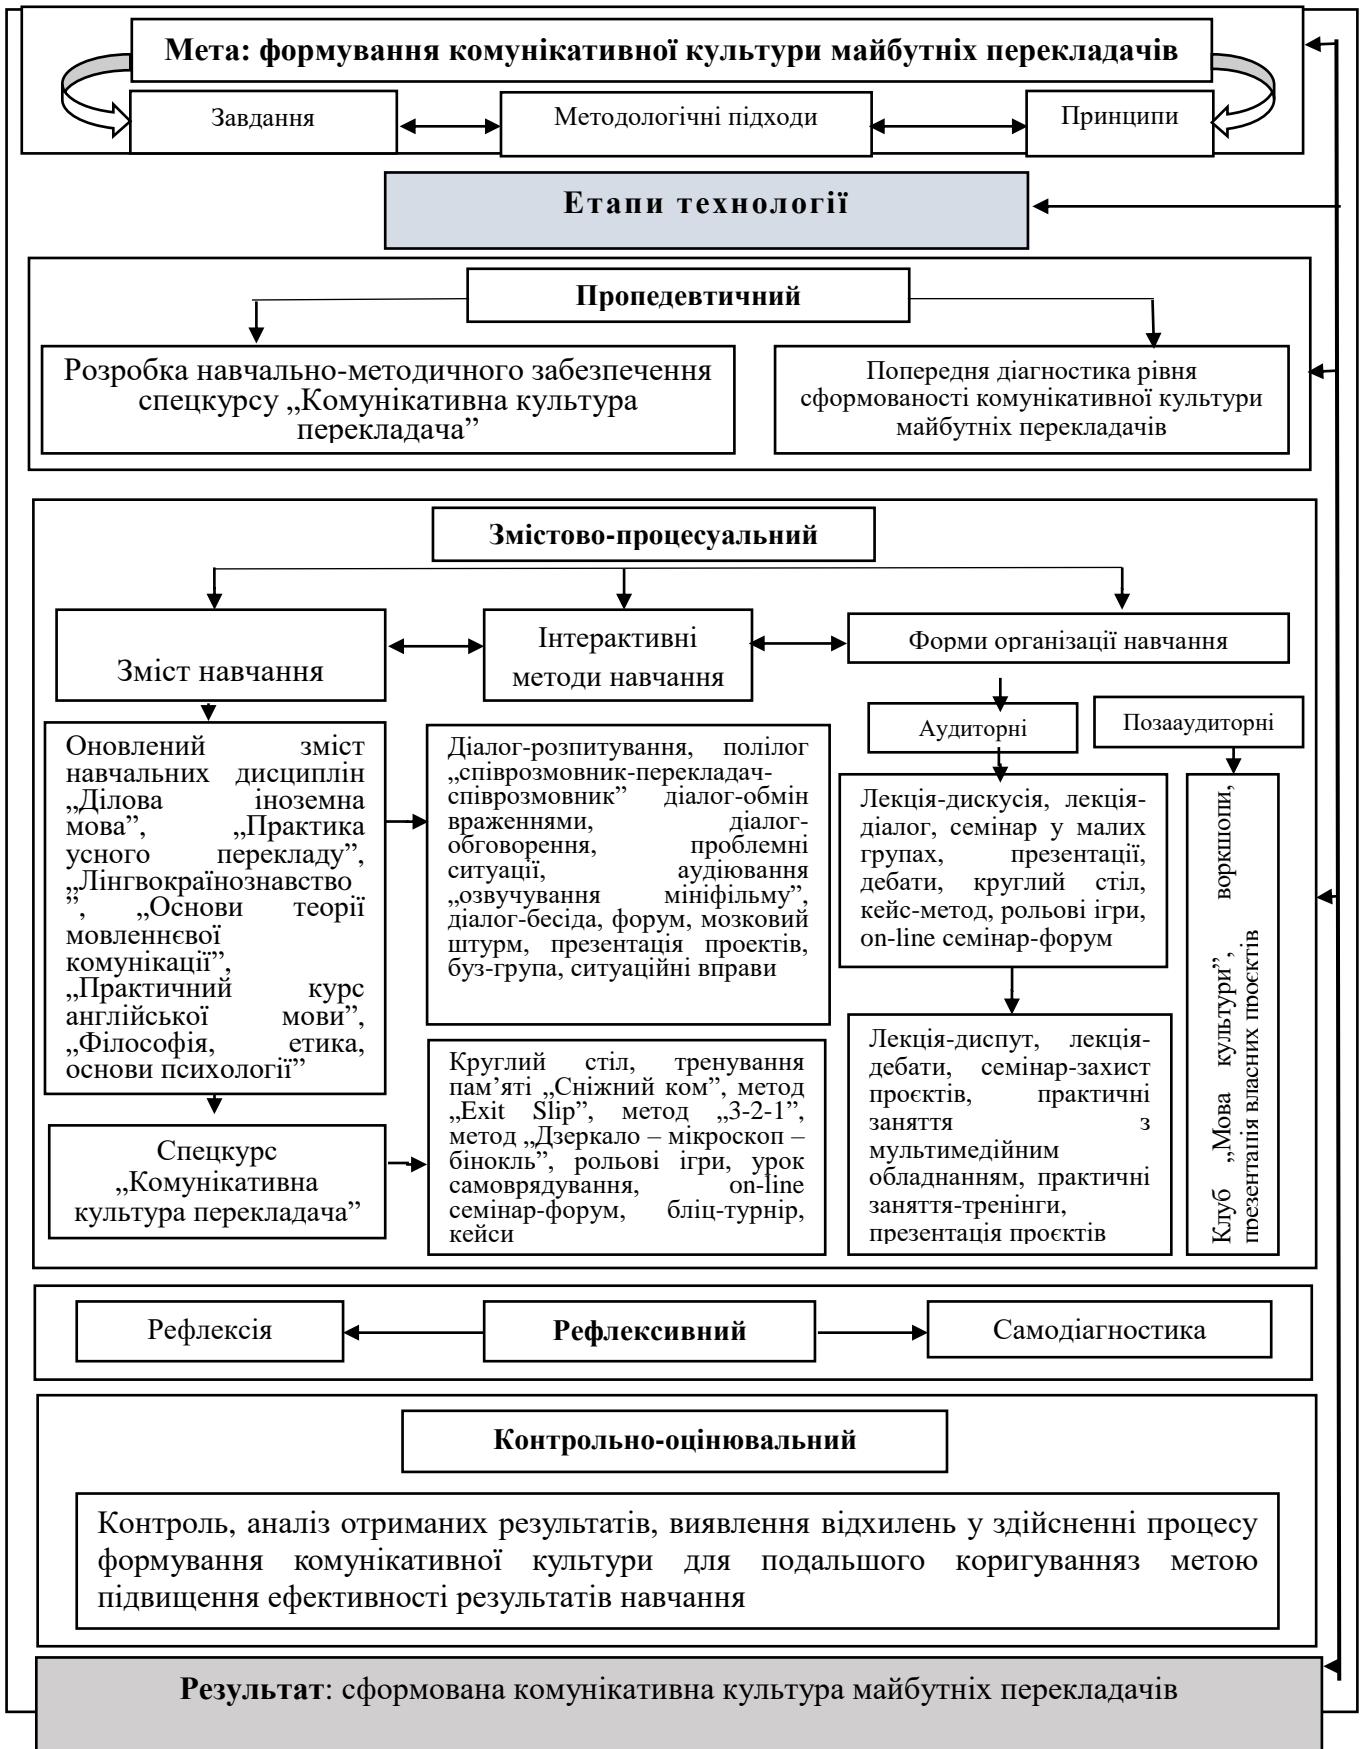 Мета: формування комунікативної культури майбутніх перекладачів
Завдання
Методологічні підходи
Принципи
Етапи технології
Пропедевтичний
Розробка навчально-методичного забезпечення
спецкурсу „Комунікативна культура
перекладача”
Попередня діагностика рівня
сформованості комунікативної культури
майбутніх перекладачів
Змістово-процесуальний
Зміст навчання
Інтерактивні
методи навчання
Форми організації навчання
Аудиторні
Позааудиторні
Оновлений зміст
навчальних дисциплін
„Ділова іноземна
мова”, „Практика
усного перекладу”,
„Лінгвокраїнознавство
”, „Основи теорії
мовленнєвої
комунікації”,
„Практичний курс
англійської мови”,
„Філософія, етика,
основи психології”
Діалог-розпитування, полілог
„співрозмовник-перекладач-
співрозмовник” діалог-обмін
враженнями, діалог-
обговорення, проблемні
ситуації, аудіювання
„озвучування мініфільму”,
діалог-бесіда, форум, мозковий
штурм, презентація проектів,
буз-група, ситуаційні вправи
Лекція-дискусія, лекція-
діалог, семінар у малих
групах, презентації,
дебати, круглий стіл,
кейс-метод, рольові ігри,
on-line семінар-форум
Клуб „Мова культури”, воркшопи,
презентація власних проєктів
Спецкурс
„Комунікативна
культура перекладача”
Круглий стіл, тренування
пам’яті „Сніжний ком”, метод
„Exit Slip”, метод „3-2-1”,
метод „Дзеркало – мікроскоп –
бінокль”, рольові ігри, урок
самоврядування, on-line
семінар-форум, бліц-турнір,
кейси
Лекція-диспут, лекція-
дебати, семінар-захист
проєктів, практичні
заняття з
мультимедійним
обладнанням, практичні
заняття-тренінги,
презентація проєктів
Рефлексія
Рефлексивний
Самодіагностика
Контрольно-оцінювальний
Контроль, аналіз отриманих результатів, виявлення відхилень у здійсненні процесу
формування комунікативної культури для подальшого коригуванняз метою
підвищення ефективності результатів навчання
Результат: сформована комунікативна культура майбутніх перекладачів